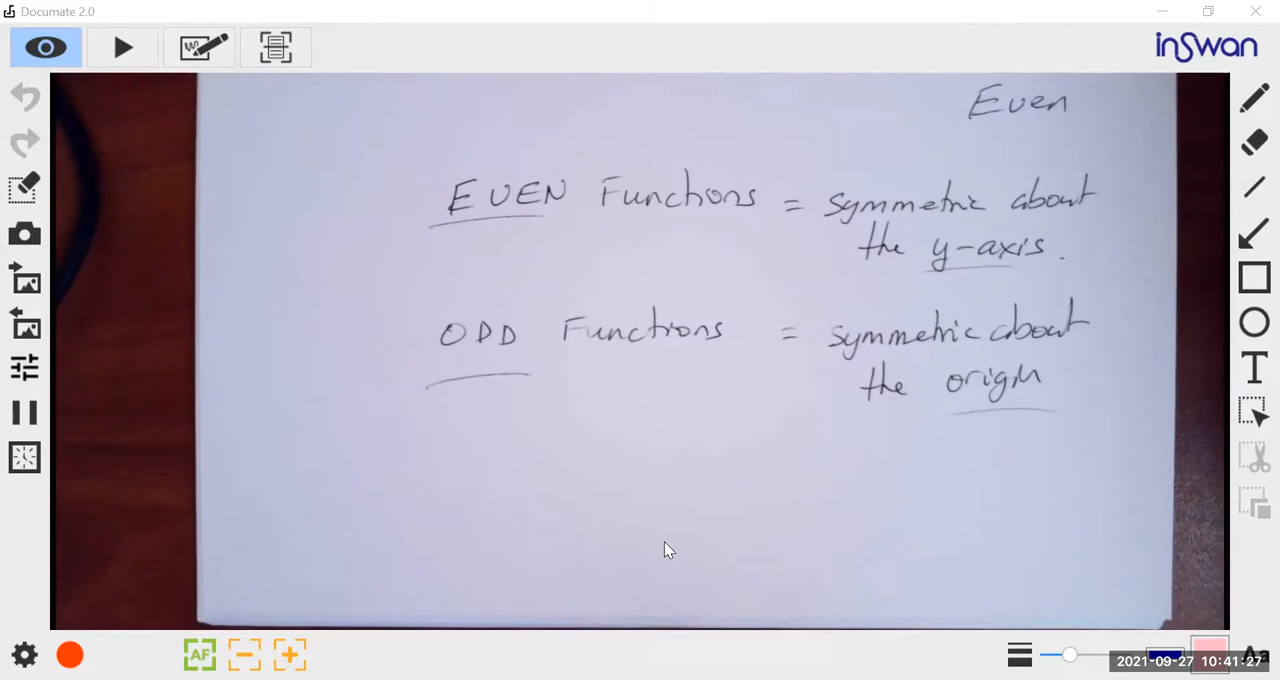 Documate 2.0
inSwan
Even
EVEN Functions = symmetric about
the y-axis.
ODD Functions = symmetric about
the origin
AF
T
Aa
2021-09-27 10:41:27